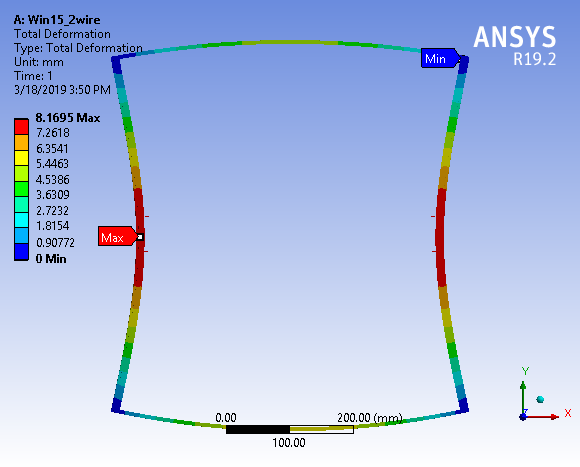 A: Win15_2wire
Total Deformation
Type: Total Deformation
Unit: mm
Time: 1
3/18/2019 3:50 PM
8.1695 Max
7.2618
6.3541
5.4463
4.5386
3.6309
2.7232
1.8154
0.90772
0 Min
ANSYS
R19.2
Min
Max
0.00
200.00 (mm)
100.00
Y
Z
X